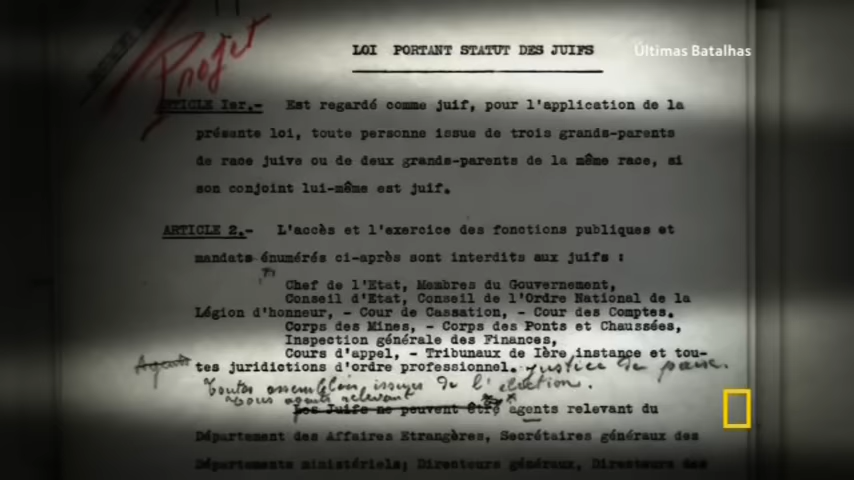 Projet
LOI PORTANT STATUT DES JUIFS
Últimas Batalhas
ARTICLE Ier.- Est regardé comme juif, pour l'application de la
présente loi, toute personne issue de trois grands-parents
de race juive ou de deux grands-parents de la même race, si
son conjoint lui-même est juif.
ARTICLE 2.- L'accès et l'exercice des fonctions publiques et
mandats énumérés ci-après sont interdits aux juifs :
Chef de l'Etat, Membres du Gouvernement,
Conseil d'Etat, Conseil de l'Ordre National de la
Légion d'honneur, - Cour de Cassation, - Cour des Comptes.
Corps des Mines, - Corps des Ponts et Chaussées,
Inspection générale des Finances,
Cours d'appel, - Tribunaux de Ière instance et tou-
Agents tes juridictions d'ordre professionnel. Justice de paix.
Toutes assemblées issues de l'élection.
Tous agents relevant
Les Juifs ne peuvent être agents relevant du
Département des Affaires Etrangères, Secrétaires généraux des
Départements ministériels; Directeurs généraux, Directeurs des